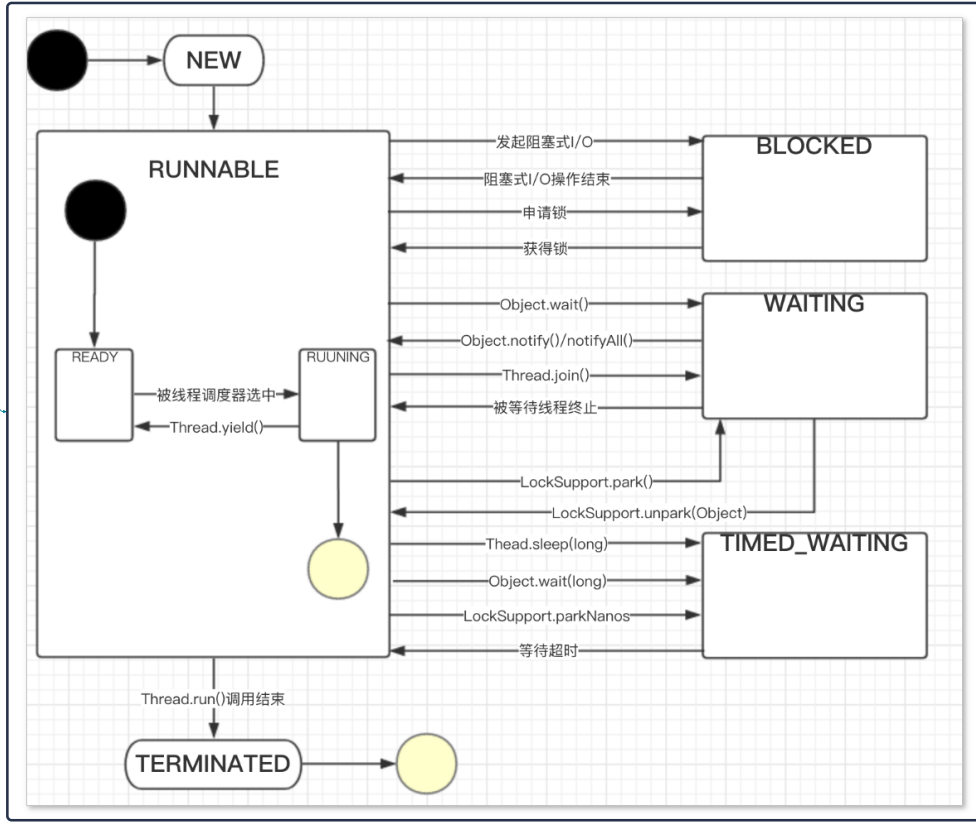 NEW
RUNNABLE
发起阻塞式I/O
BLOCKED
阻塞式I/O操作结束
申请锁
获得锁
Object.wait()
WAITING
Object.notify()/notifyAll()
READY
RUUNING
Thread.join()
被线程调度器选中
被等待线程终止
Thread.yield()
LockSupport.park()
LockSupport.unpark(Object)
Thead.sleep(long)
TIMED_WAITING
Object.wait(long)
LockSupport.parkNanos
等待超时
Thread.run()调用结束
TERMINATED